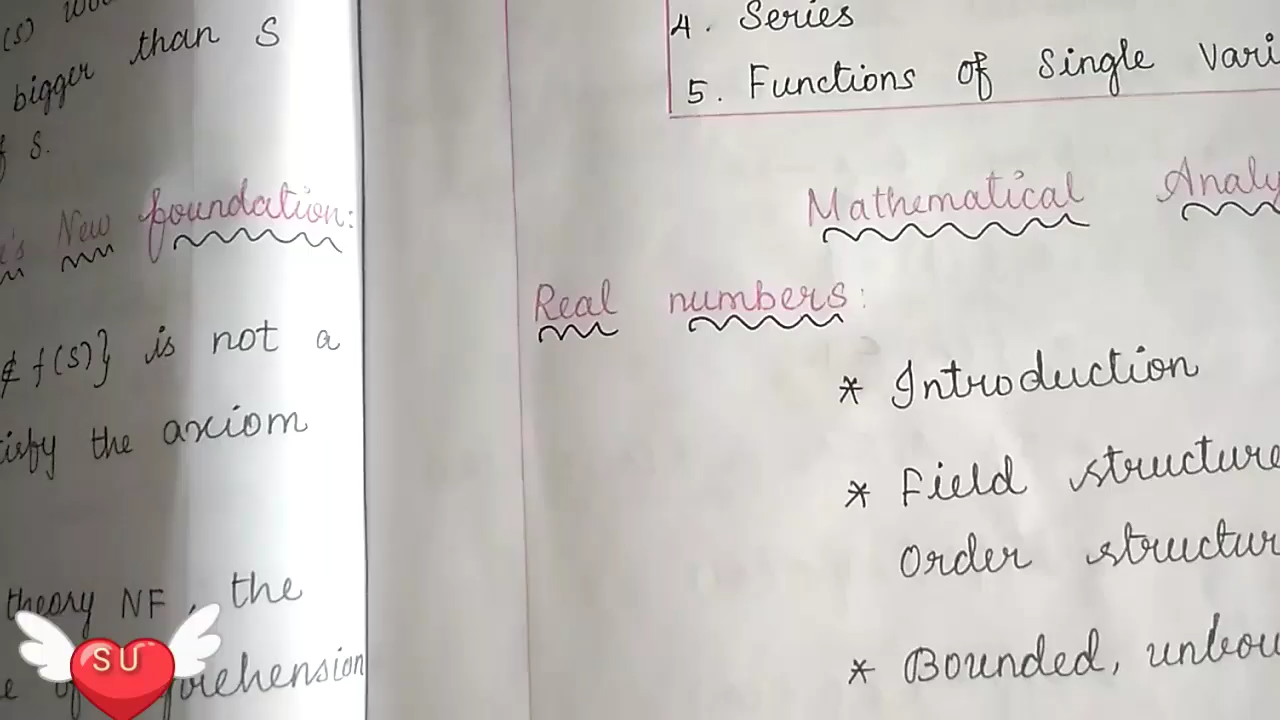 (S)
bigger than S
S.
New foundation:
∉ f(S)} is not a
the axiom
theory NF, the
4. Series
5. Functions of Single Vari
Mathematical Analy
Real numbers:
* Introduction
* Field structure
Order structur
* Bounded, unbou
SU